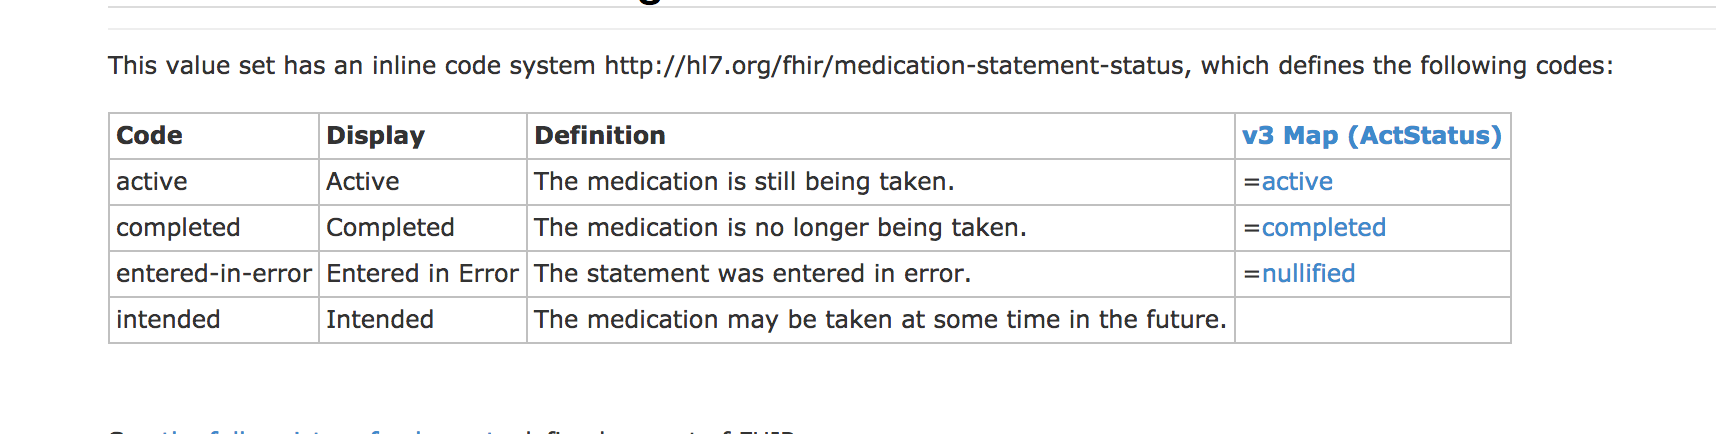 This value set has an inline code system http://hl7.org/fhir/medication-statement-status, which defines the following codes:
Code Display Definition v3 Map (ActStatus)
active Active The medication is still being taken. =active
completed Completed The medication is no longer being taken. =completed
entered-in-error Entered in Error The statement was entered in error. =nullified
intended Intended The medication may be taken at some time in the future.